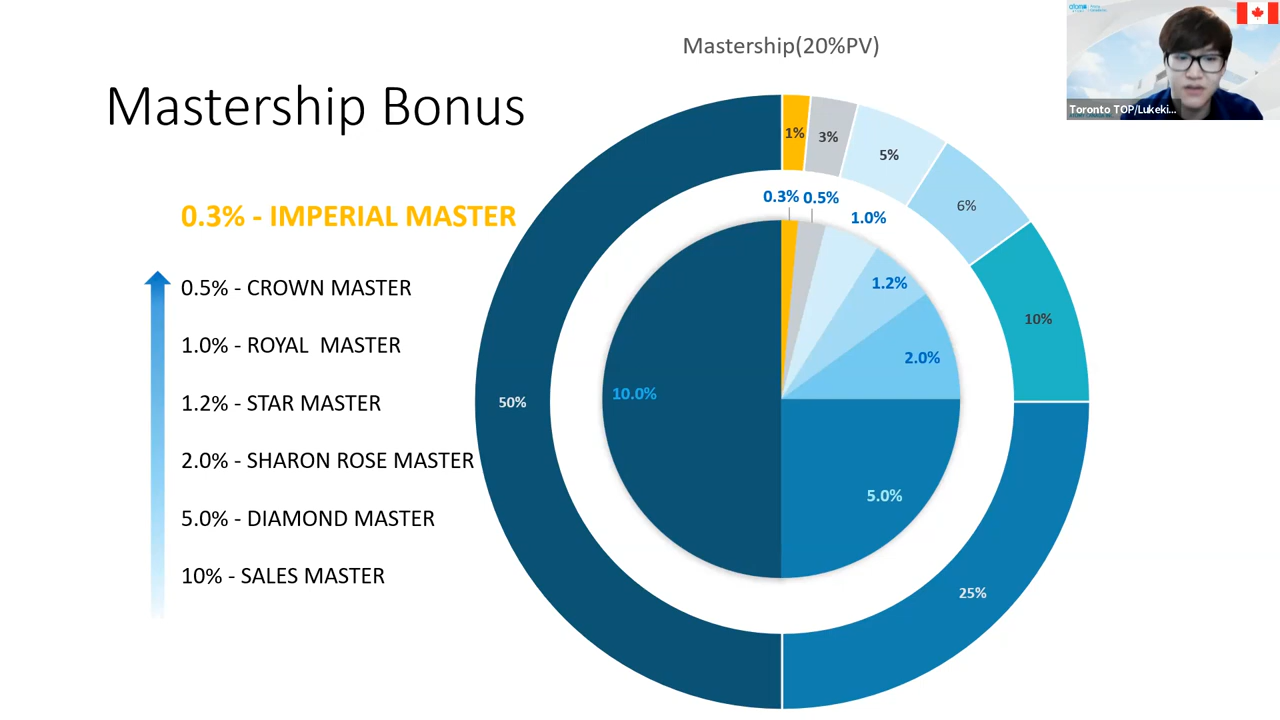 Mastership(20%PV)
Mastership Bonus
0.3% - IMPERIAL MASTER
0.5% - CROWN MASTER
1.0% - ROYAL  MASTER
1.2% - STAR MASTER
2.0% - SHARON ROSE MASTER
5.0% - DIAMOND MASTER
10% - SALES MASTER
1%
3%
5%
6%
10%
25%
50%
0.3%
0.5%
1.0%
1.2%
2.0%
5.0%
10.0%
Toronto TOP/Lukeki...